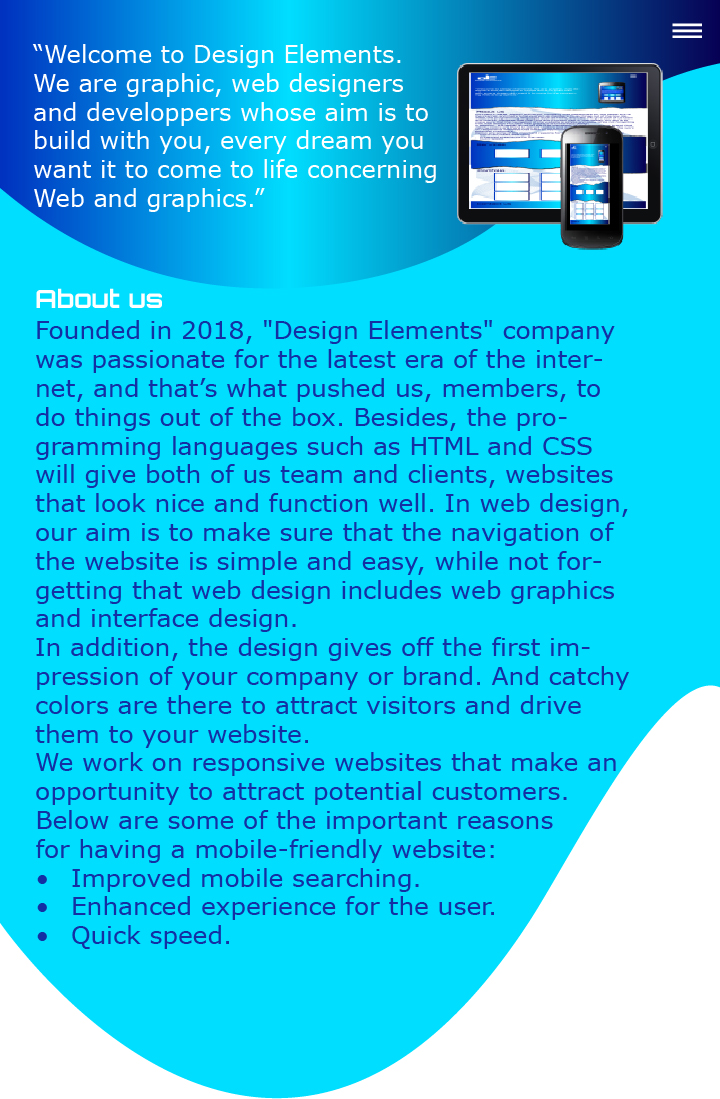 “Welcome to Design Elements.
We are graphic, web designers
and developpers whose aim is to
build with you, every dream you
want it to come to life concerning
Web and graphics.”
About us
Founded in 2018, "Design Elements" company
was passionate for the latest era of the inter-
net, and that’s what pushed us, members, to
do things out of the box. Besides, the pro-
gramming languages such as HTML and CSS
will give both of us team and clients, websites
that look nice and function well. In web design,
our aim is to make sure that the navigation of
the website is simple and easy, while not for-
getting that web design includes web graphics
and interface design.
In addition, the design gives off the first im-
pression of your company or brand. And catchy
colors are there to attract visitors and drive
them to your website.
We work on responsive websites that make an
opportunity to attract potential customers.
Below are some of the important reasons
for having a mobile-friendly website:
• Improved mobile searching.
• Enhanced experience for the user.
• Quick speed.